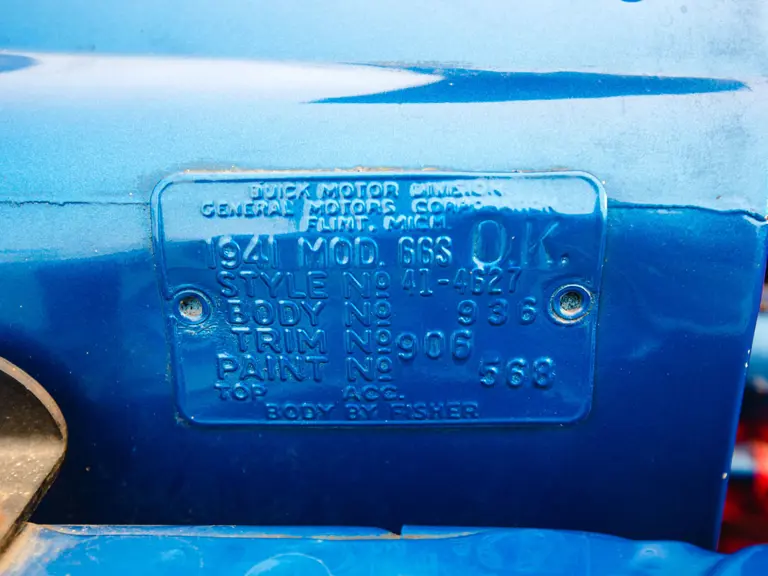 BUICK MOTOR DIVISION
GENERAL MOTORS CORPORATION
FLINT, MICH.
1941 MOD. 66S O.K.
STYLE No 41-4627
BODY No 936
TRIM No 906
PAINT No 568
TOP ACC.
BODY BY FISHER